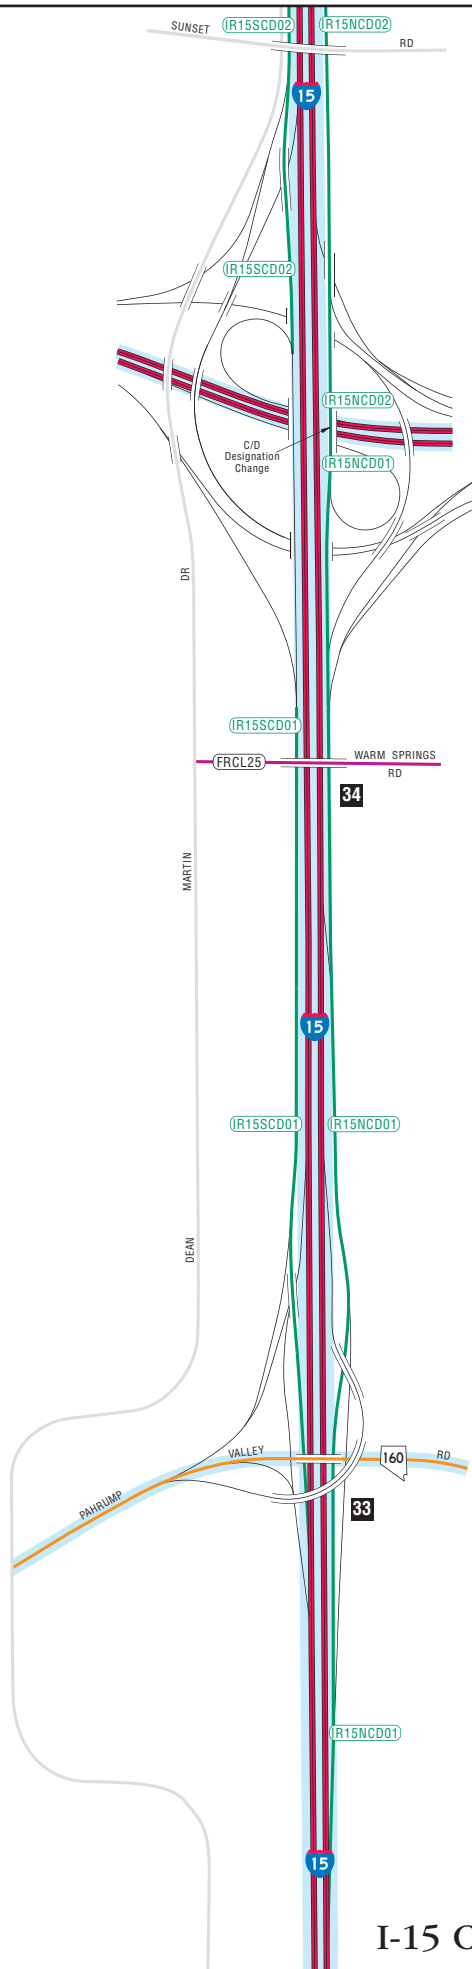 SUNSET
IR15SCD02
IR15NCD02
RD
15
IR15SCD02
IR15NCD02
C/D
Designation
Change
IR15NCD01
DR
IR15SCD01
FRCL25
WARM SPRINGS
RD
34
MARTIN
15
IR15SCD01
IR15NCD01
DEAN
VALLEY
160
RD
PAHRUMP
33
IR15NCD01
15
I-15 C